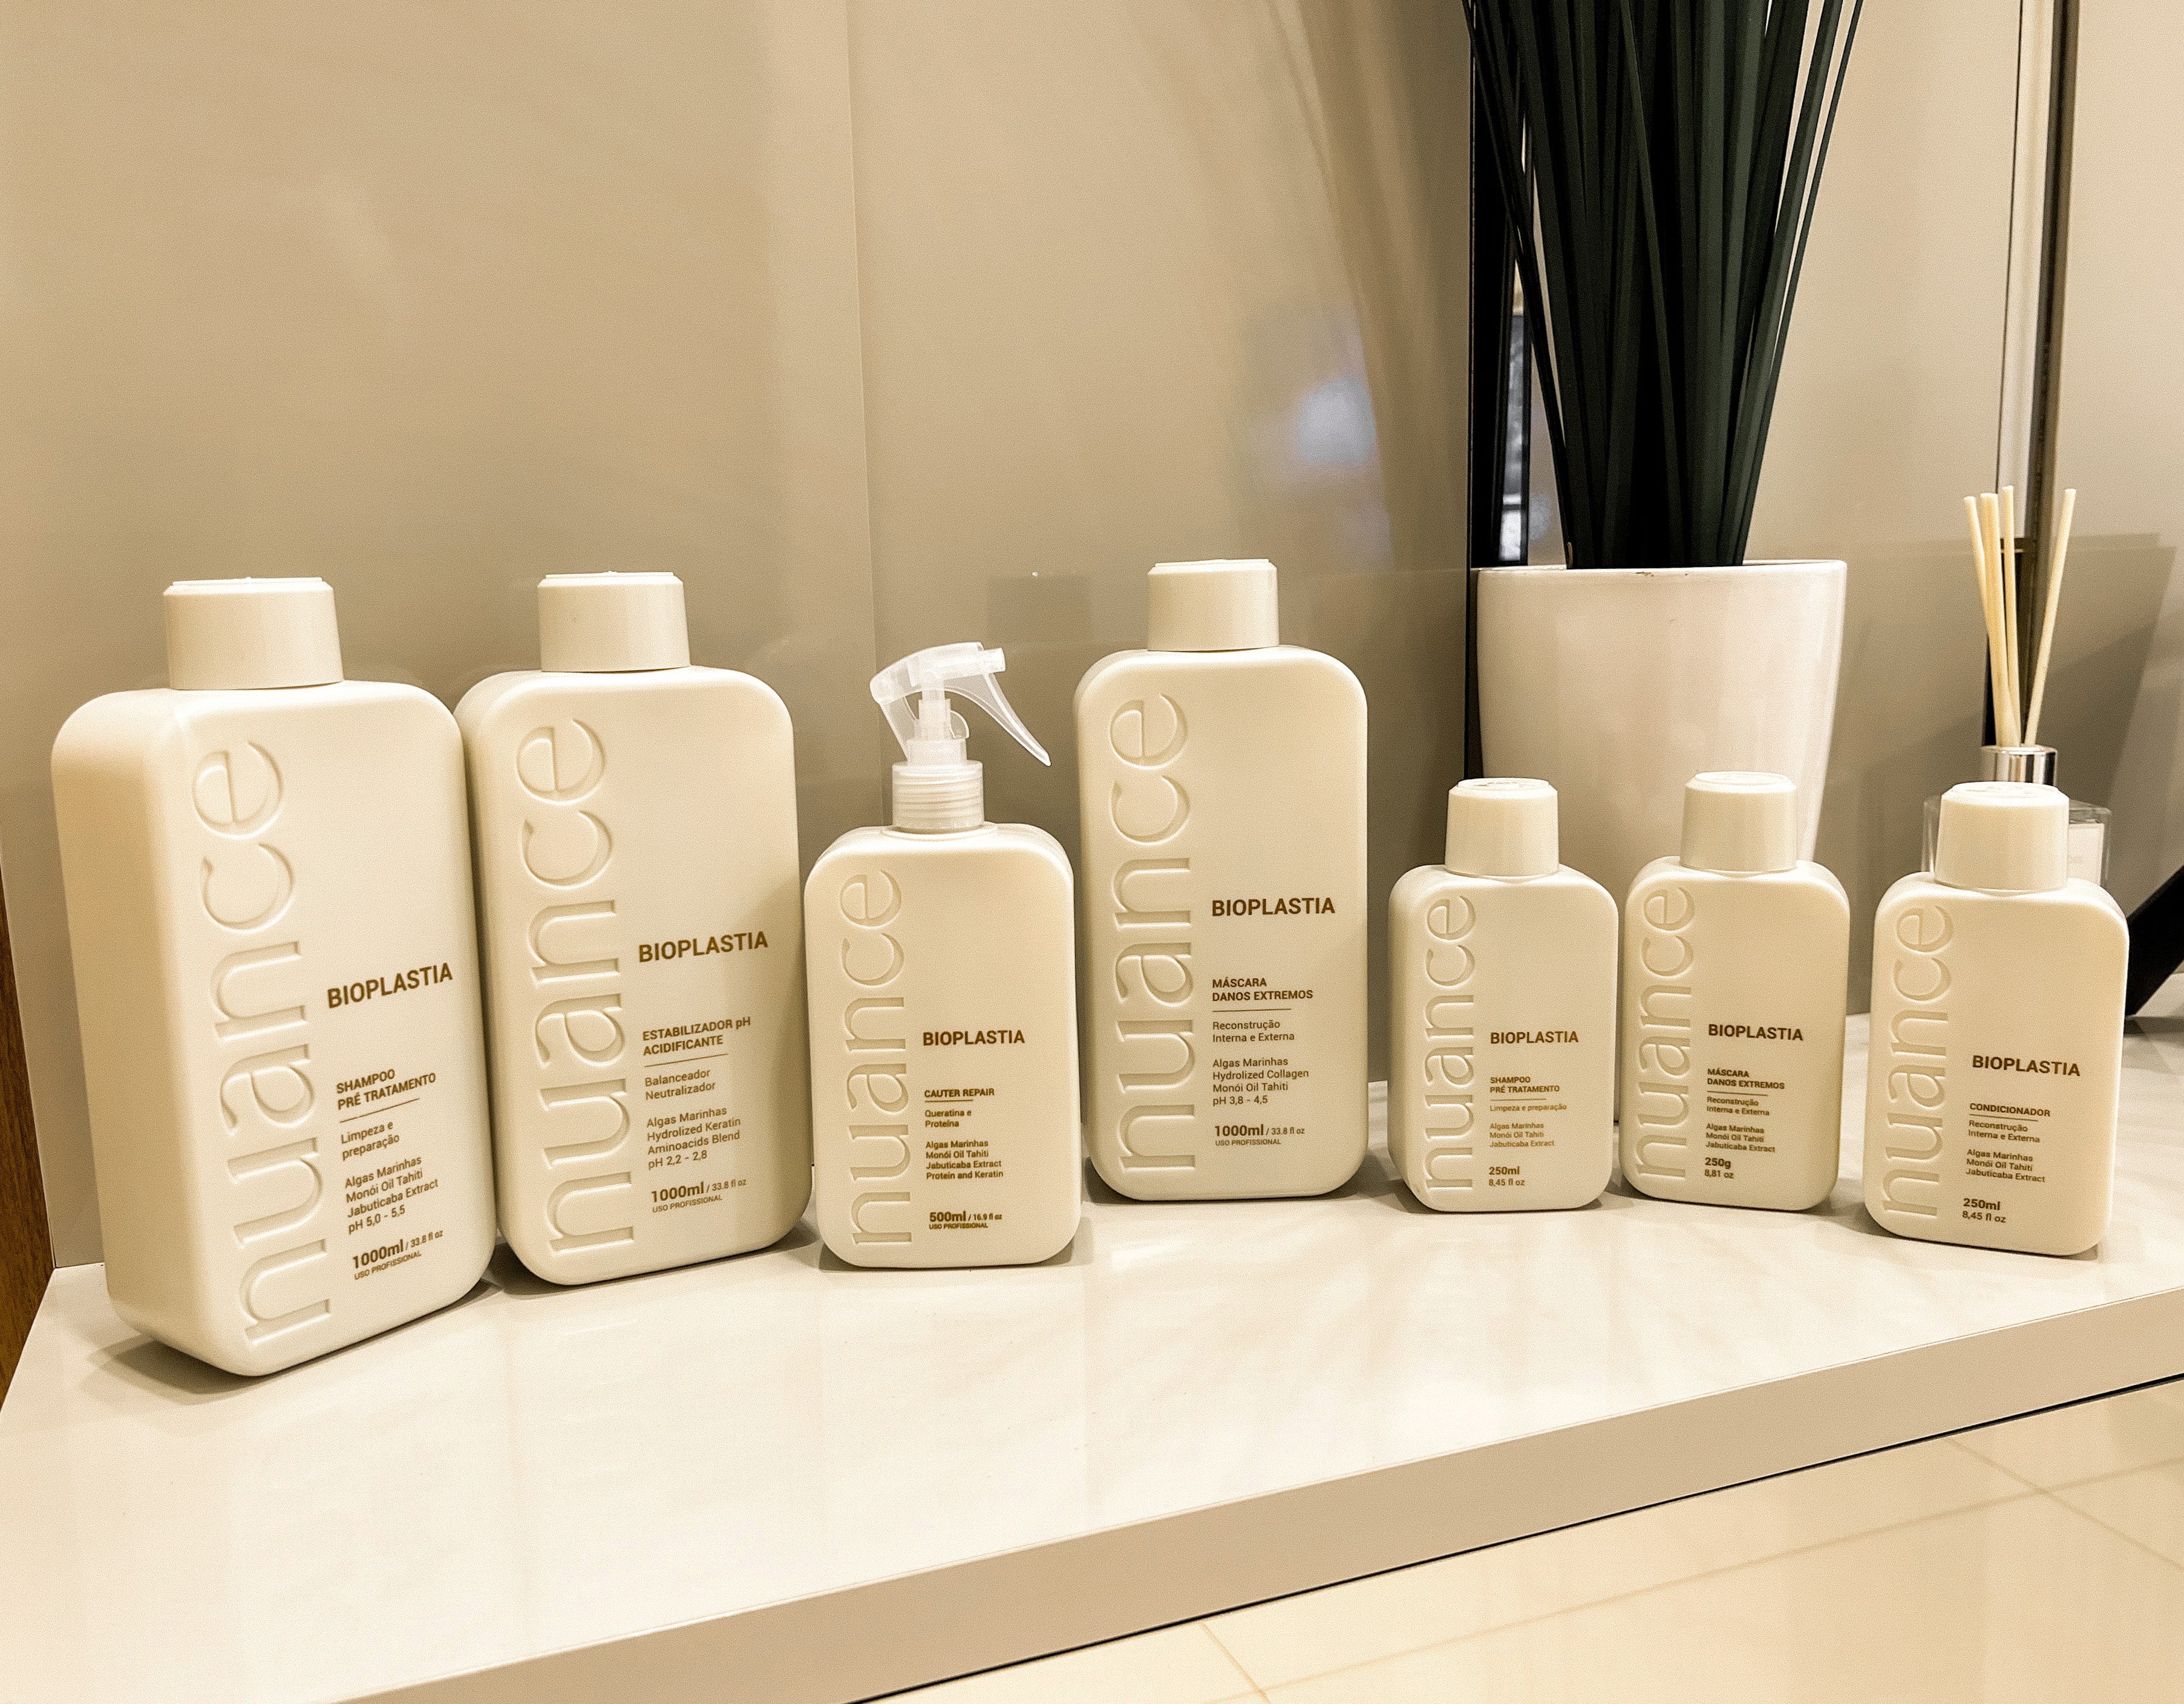 nuance
BIOPLASTIA
SHAMPOO
PRÉ TRATAMENTO
Limpeza e
preparação
Algas Marinhas
Monói Oil Tahiti
Jabuticaba Extract
pH 5,0 - 5,5
1000ml / 33.8 fl oz
USO PROFISSIONAL
nuance
BIOPLASTIA
ESTABILIZADOR pH
ACIDIFICANTE
Balanceador
Neutralizador
Algas Marinhas
Hydrolized Keratin
Aminoacids Blend
pH 2,2 - 2,8
1000ml / 33.8 fl oz
USO PROFISSIONAL
nuance
BIOPLASTIA
CAUTER REPAIR
Queratina e
Proteína
Algas Marinhas
Monói Oil Tahiti
Jabuticaba Extract
Protein and Keratin
500ml / 16.9 fl oz
USO PROFISSIONAL
nuance
BIOPLASTIA
MÁSCARA
DANOS EXTREMOS
Reconstrução
Interna e Externa
Algas Marinhas
Hydrolized Collagen
Monói Oil Tahiti
pH 3,8 - 4,5
1000ml / 33.8 fl oz
USO PROFISSIONAL
nuance
BIOPLASTIA
SHAMPOO
PRÉ TRATAMENTO
Limpeza e preparação
Algas Marinhas
Monói Oil Tahiti
Jabuticaba Extract
250ml
8,45 fl oz
nuance
BIOPLASTIA
MÁSCARA
DANOS EXTREMOS
Reconstrução
Interna e Externa
Algas Marinhas
Monói Oil Tahiti
Jabuticaba Extract
250g
8,81 oz
nuance
BIOPLASTIA
CONDICIONADOR
Reconstrução
Interna e Externa
Algas Marinhas
Monói Oil Tahiti
Jabuticaba Extract
250ml
8,45 fl oz